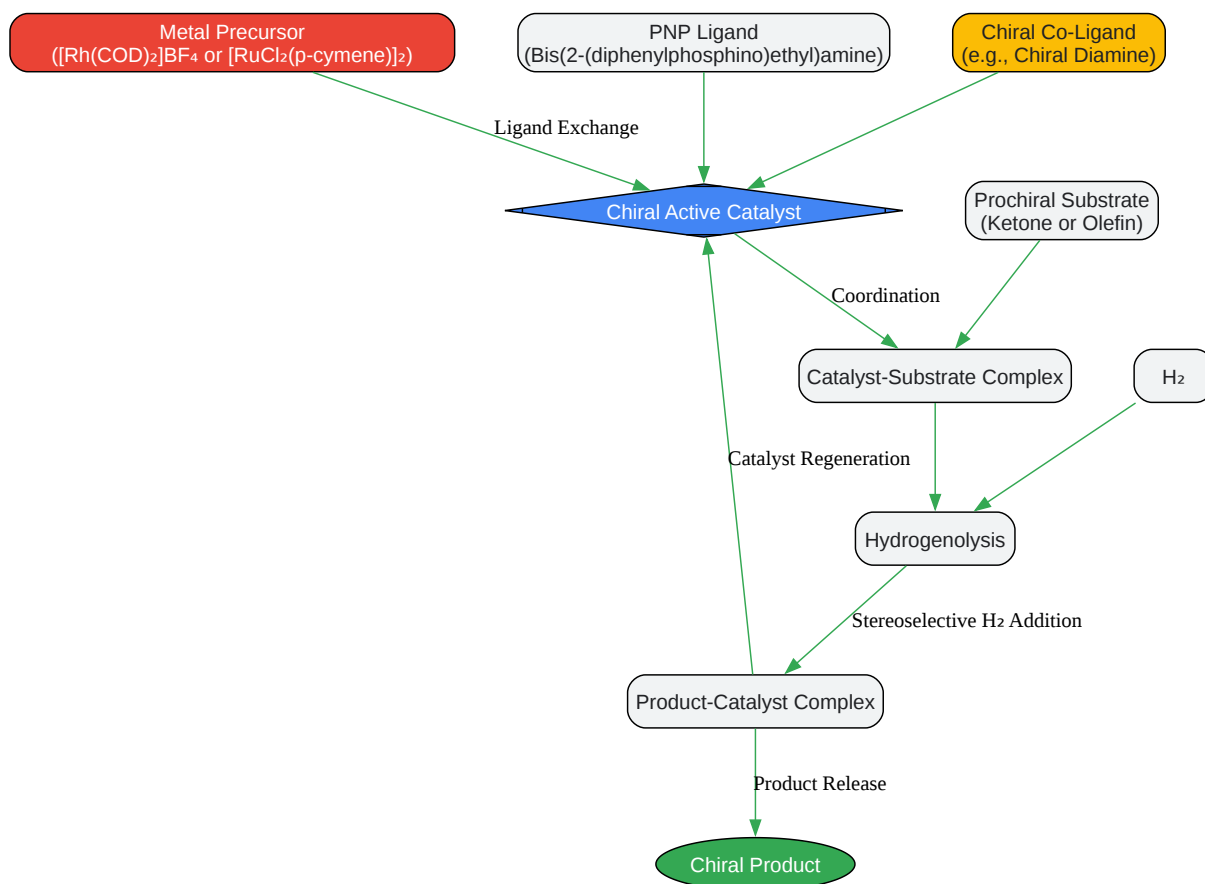 Metal Precursor
([Rh(COD)₂]BF₄ or [RuCl₂(p-cymene)]₂)
PNP Ligand
(Bis(2-(diphenylphosphino)ethyl)amine)
Chiral Co-Ligand
(e.g., Chiral Diamine)
Ligand Exchange
Chiral Active Catalyst
Prochiral Substrate
(Ketone or Olefin)
Coordination
Catalyst-Substrate Complex
H₂
Catalyst Regeneration
Hydrogenolysis
Stereoselective H₂ Addition
Product-Catalyst Complex
Product Release
Chiral Product